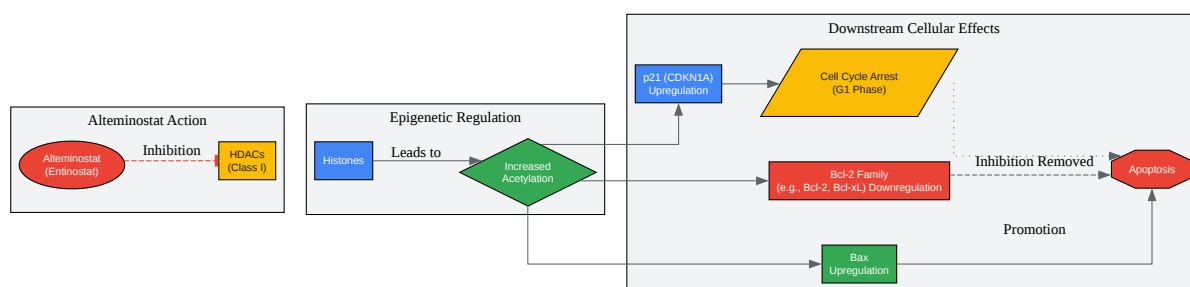 Alteminostat Action
Alteminostat
(Entinostat)
Inhibition
HDACs
(Class I)
Epigenetic Regulation
Histones
Leads to
Increased
Acetylation
Downstream Cellular Effects
p21 (CDKN1A)
Upregulation
Cell Cycle Arrest
(G1 Phase)
Bcl-2 Family
(e.g., Bcl-2, Bcl-xL) Downregulation
Inhibition Removed
Apoptosis
Promotion
Bax
Upregulation